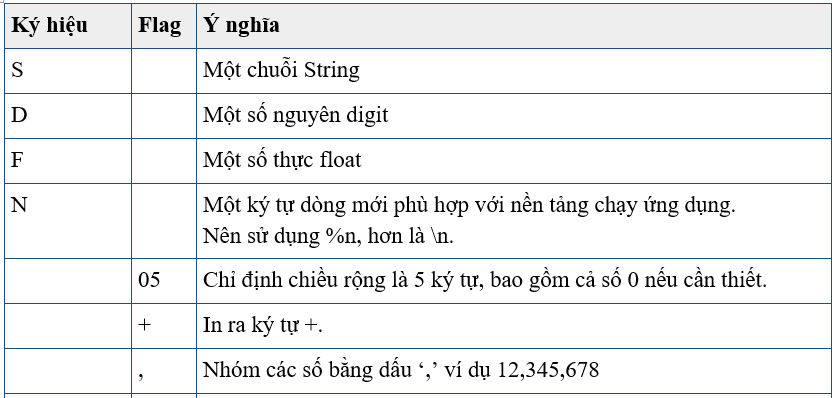 Ký hiệu Flag Ý nghĩa
S Một chuỗi String
D Một số nguyên digit
F Một số thực float
N Một ký tự dòng mới phù hợp với nền tảng chạy ứng dụng.
Nên sử dụng %n, hơn là \n.
05 Chỉ định chiều rộng là 5 ký tự, bao gồm cả số 0 nếu cần thiết.
+ In ra ký tự +.
, Nhóm các số bằng dấu ‘,’ ví dụ 12,345,678